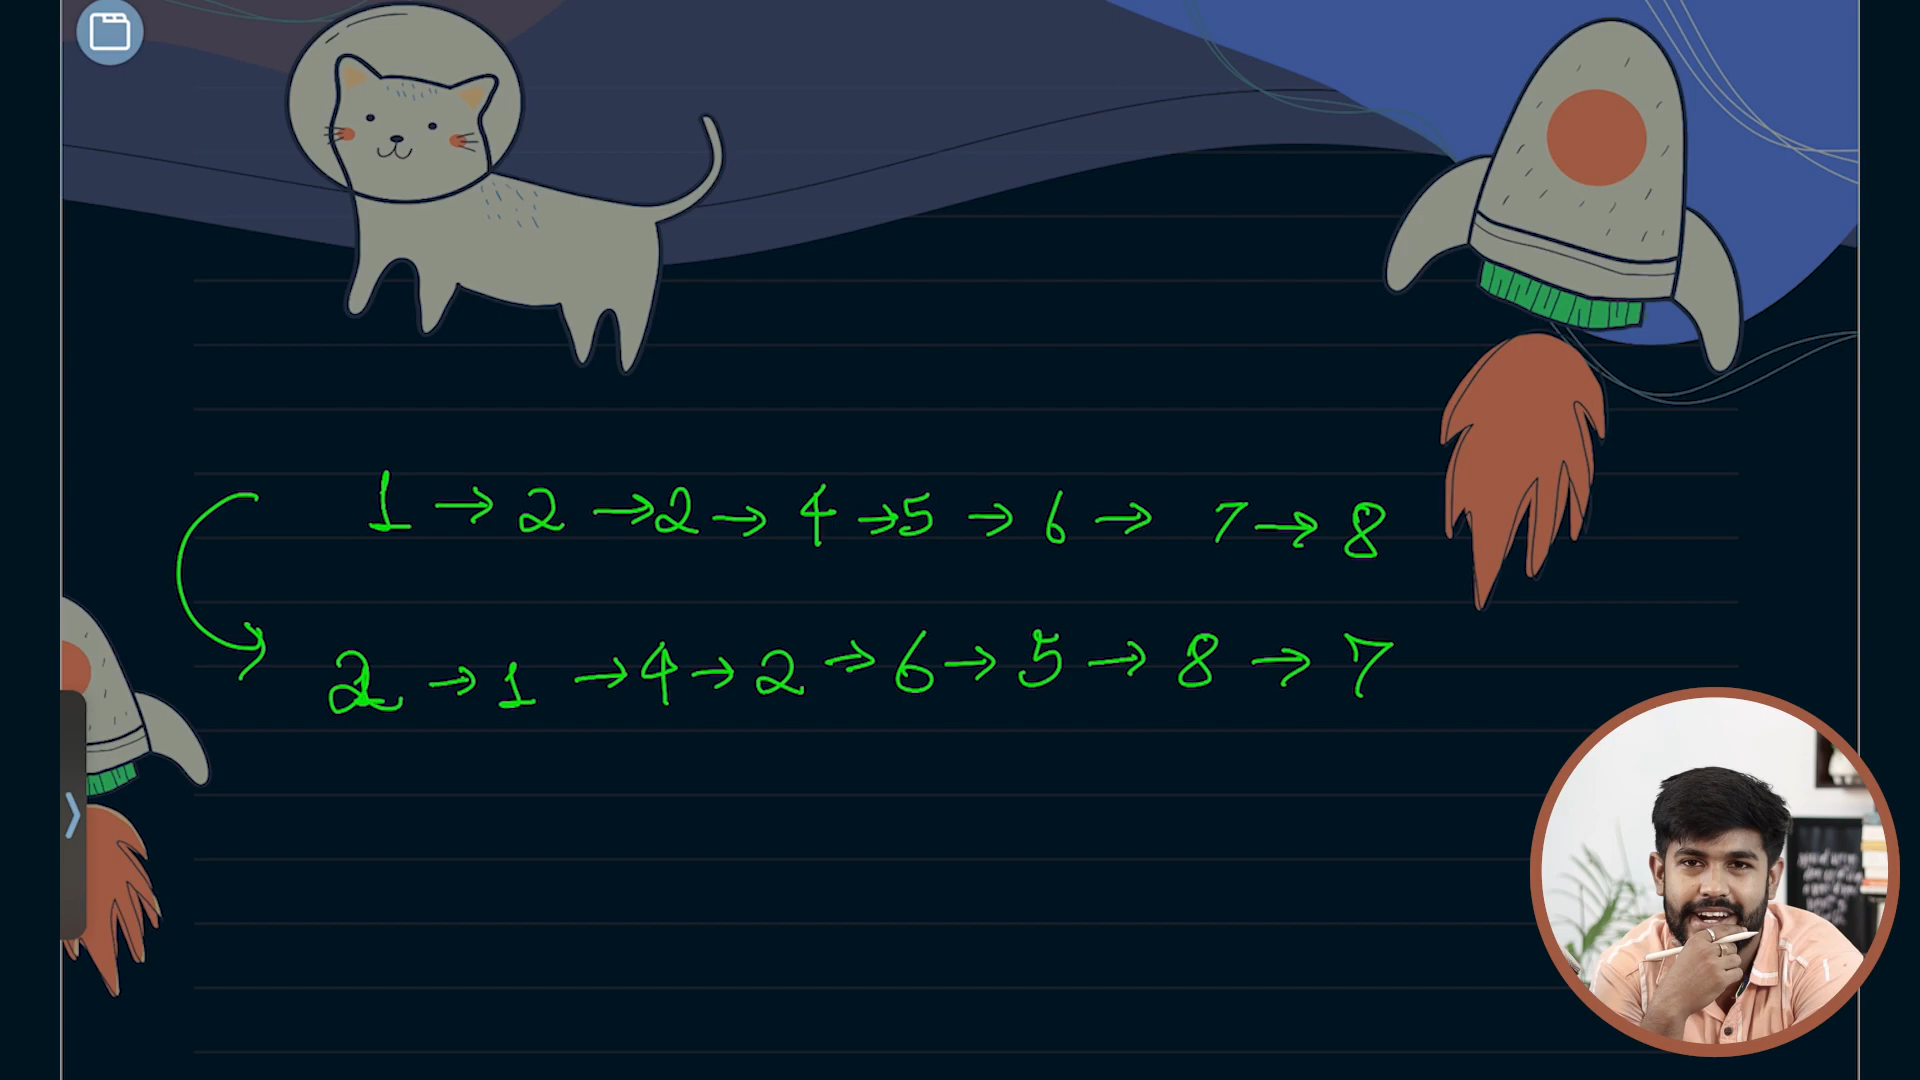 1 → 2 → 2 → 4 → 5 → 6 → 7 → 8
2 → 1 → 4 → 2 → 6 → 5 → 8 → 7